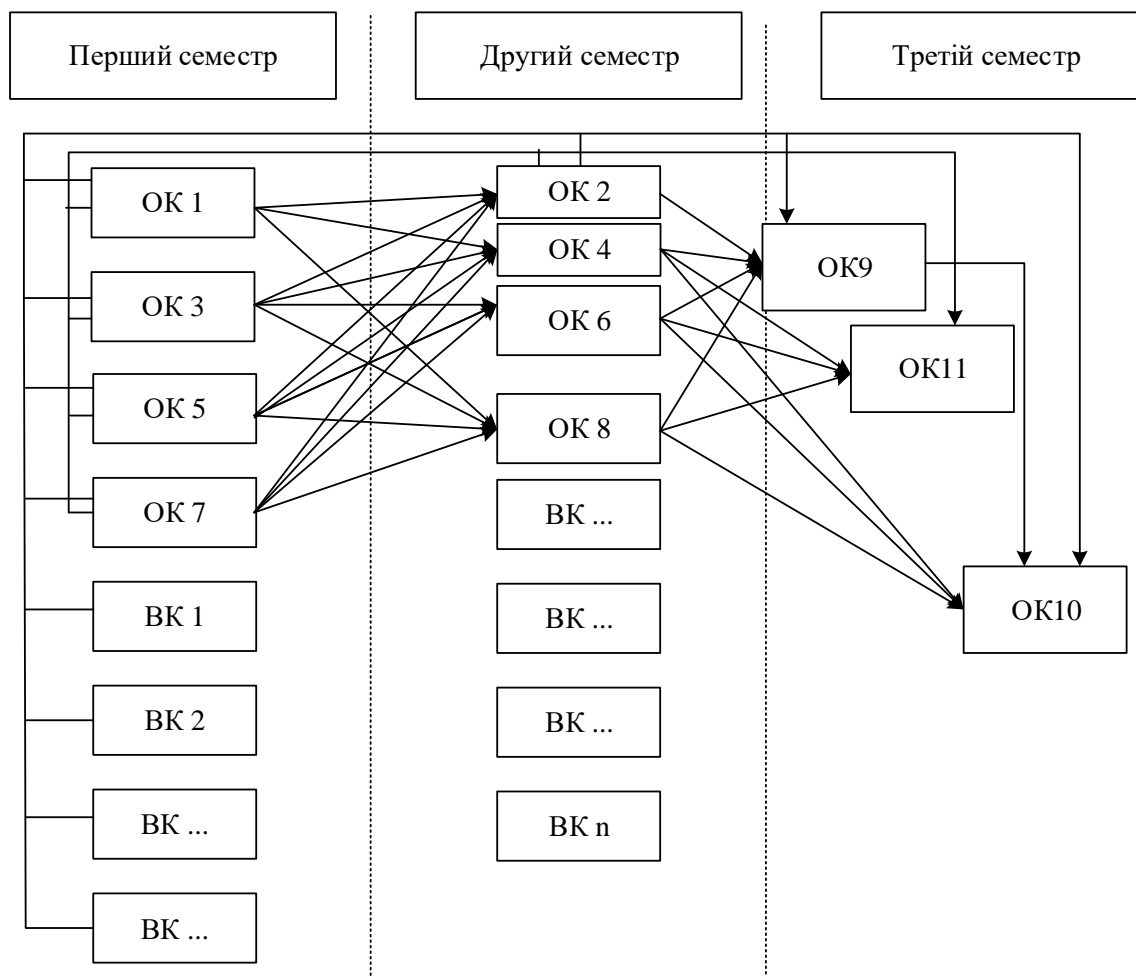 Перший семестр
Другий семестр
Третій семестр
ОК 1
ОК 3
ОК 5
ОК 7
ВК 1
ВК 2
ВК ...
ВК ...
ОК 2
ОК 4
ОК 6
ОК 8
ВК ...
ВК ...
ВК ...
ВК n
ОК9
ОК11
ОК10